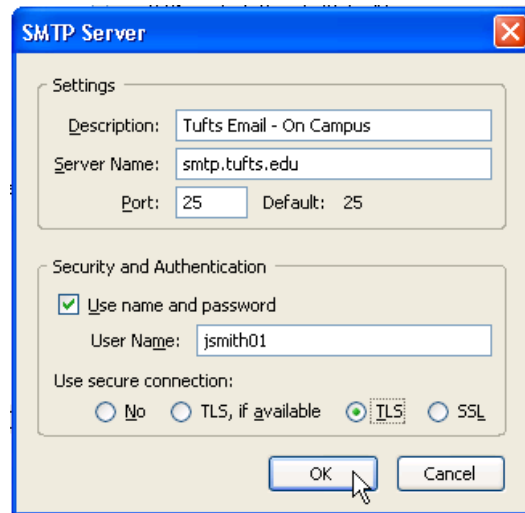 SMTP Server
Settings
Description: Tufts Email - On Campus
Server Name: smtp.tufts.edu
Port: 25 Default: 25
Security and Authentication
Use name and password
User Name: jsmith01
Use secure connection:
No TLS, if available TLS SSL
OK Cancel